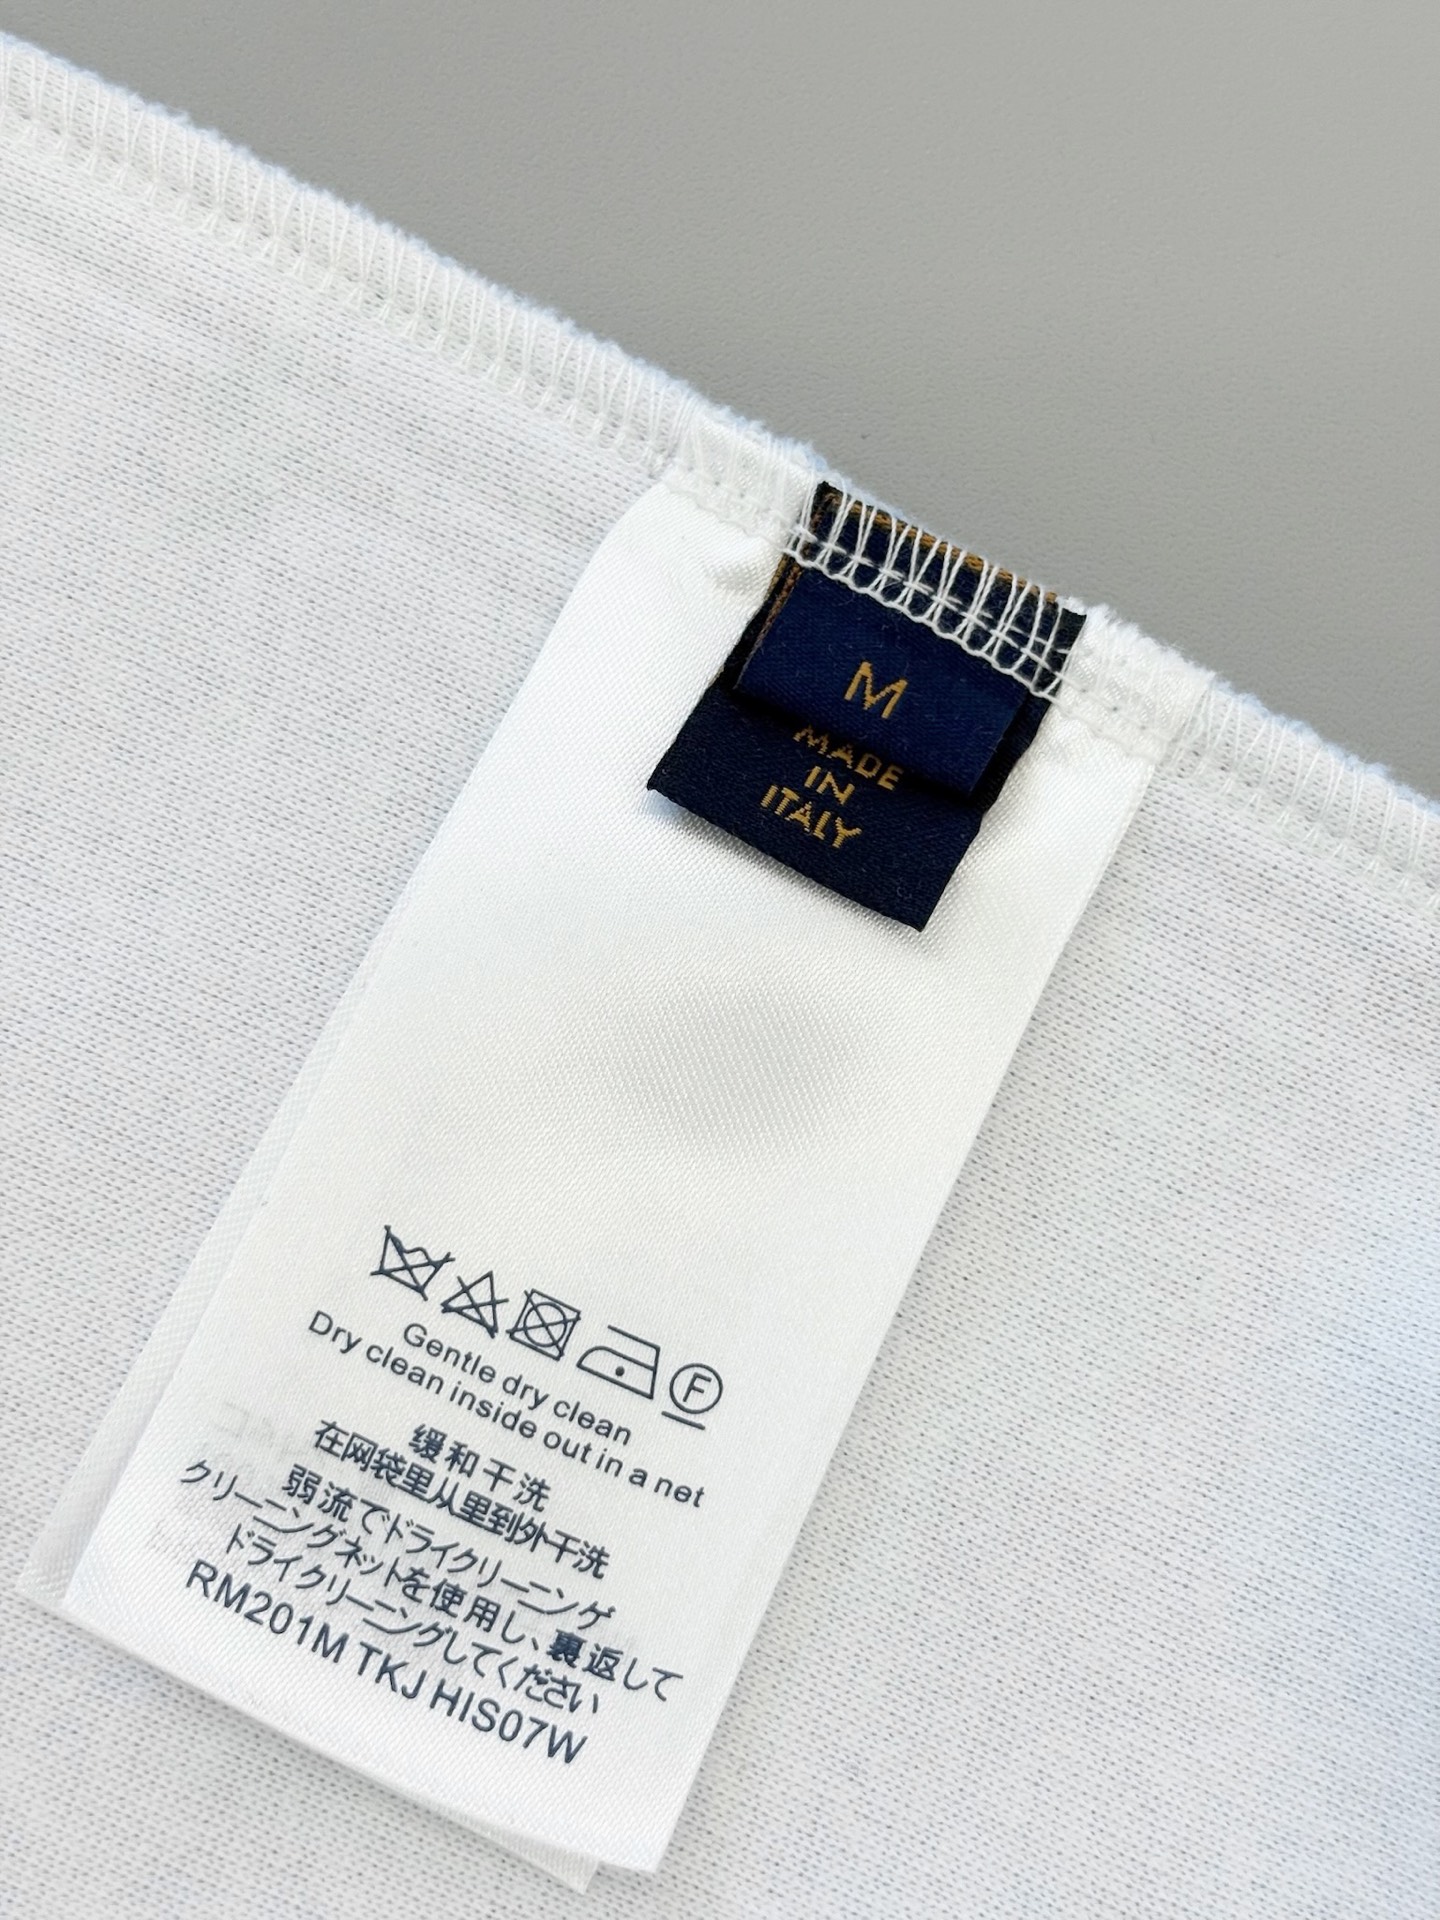 M
MADE
IN
ITALY
F
Gentle dry clean
Dry clean inside out in a net
缓和干洗
在网袋里从里到外干洗
弱流でドライクリーニング
クリーニングネットを使用し、裏返して
ドライクリーニングしてください
RM201M TKJ HIS07W